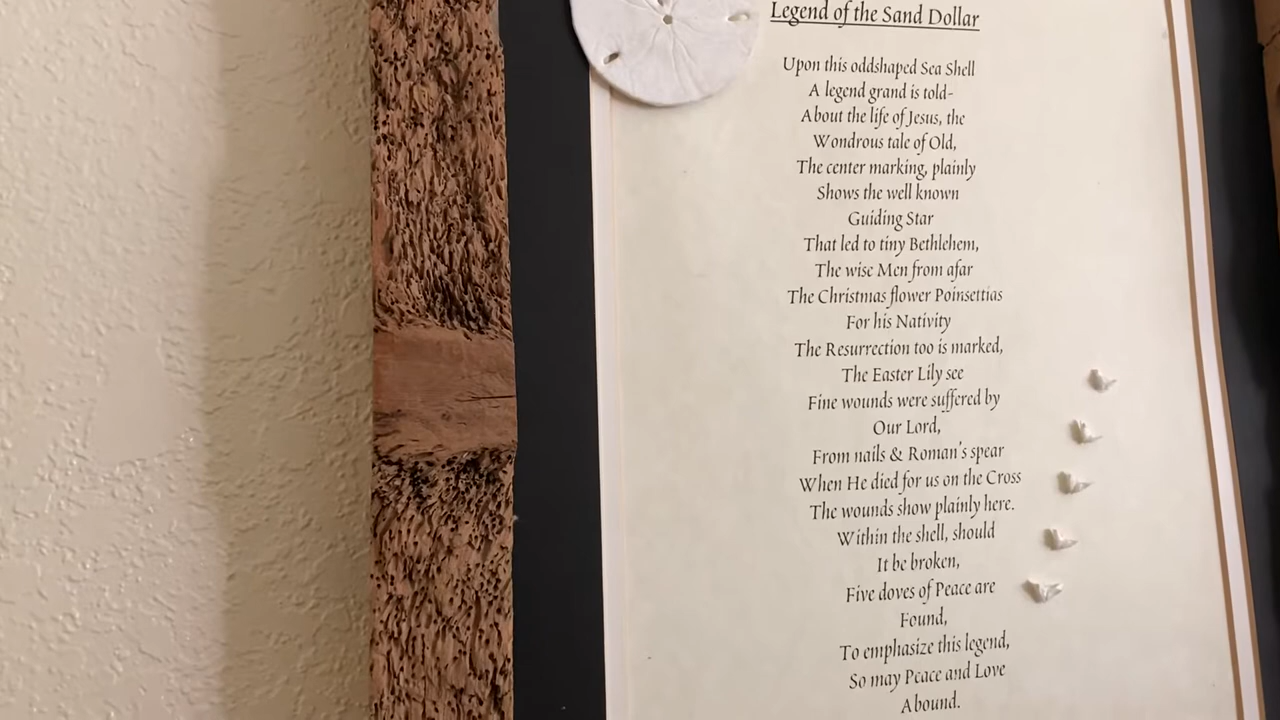 Legend of the Sand Dollar
Upon this oddshaped Sea Shell
A legend grand is told-
About the life of Jesus, the
Wondrous tale of Old,
The center marking, plainly
Shows the well known
Guiding Star
That led to tiny Bethlehem,
The wise Men from afar
The Christmas flower Poinsettias
For his Nativity
The Resurrection too is marked,
The Easter Lily see
Fine wounds were suffered by
Our Lord,
From nails & Roman's spear
When He died for us on the Cross
The wounds show plainly here.
Within the shell, should
It be broken,
Five doves of Peace are
Found,
To emphasize this legend,
So may Peace and Love
Abound.